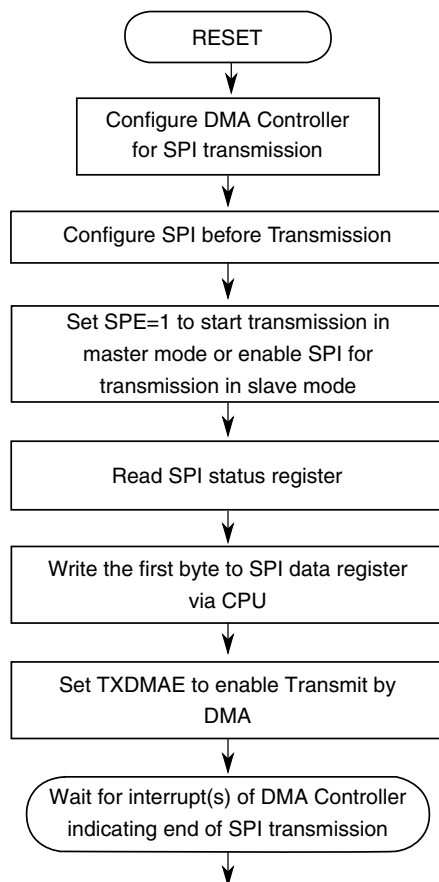 RESET
Configure DMA Controller
for SPI transmission
Configure SPI before Transmission
Set SPE=1 to start transmission in
master mode or enable SPI for
transmission in slave mode
Read SPI status register
Write the first byte to SPI data register
via CPU
Set TXDMAE to enable Transmit by
DMA
Wait for interrupt(s) of DMA Controller
indicating end of SPI transmission